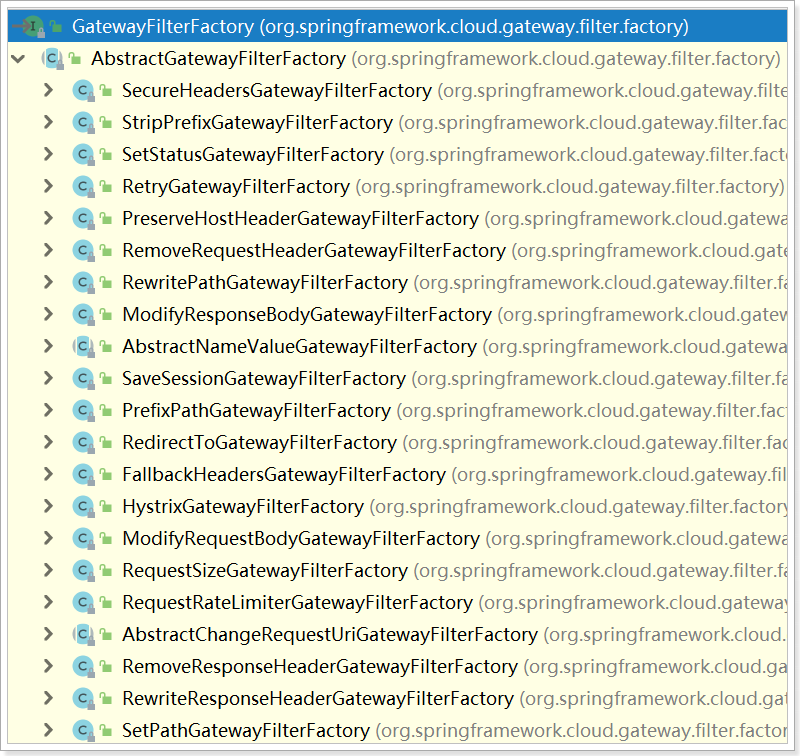 GatewayFilterFactory (org.springframework.cloud.gateway.filter.factory)
AbstractGatewayFilterFactory (org.springframework.cloud.gateway.filter.factory)
SecureHeadersGatewayFilterFactory (org.springframework.cloud.gateway.filte
StripPrefixGatewayFilterFactory (org.springframework.cloud.gateway.filter.fac
SetStatusGatewayFilterFactory (org.springframework.cloud.gateway.filter.fact
RetryGatewayFilterFactory (org.springframework.cloud.gateway.filter.factory)
PreserveHostHeaderGatewayFilterFactory (org.springframework.cloud.gatewa
RemoveRequestHeaderGatewayFilterFactory (org.springframework.cloud.gate
RewritePathGatewayFilterFactory (org.springframework.cloud.gateway.filter.fa
ModifyResponseBodyGatewayFilterFactory (org.springframework.cloud.gatew
AbstractNameValueGatewayFilterFactory (org.springframework.cloud.gatewa
SaveSessionGatewayFilterFactory (org.springframework.cloud.gateway.filter.fa
PrefixPathGatewayFilterFactory (org.springframework.cloud.gateway.filter.fact
RedirectToGatewayFilterFactory (org.springframework.cloud.gateway.filter.fac
FallbackHeadersGatewayFilterFactory (org.springframework.cloud.gateway.fil
HystrixGatewayFilterFactory (org.springframework.cloud.gateway.filter.factory
ModifyRequestBodyGatewayFilterFactory (org.springframework.cloud.gatewa
RequestSizeGatewayFilterFactory (org.springframework.cloud.gateway.filter.fa
RequestRateLimiterGatewayFilterFactory (org.springframework.cloud.gateway
AbstractChangeRequestUriGatewayFilterFactory (org.springframework.cloud.
RemoveResponseHeaderGatewayFilterFactory (org.springframework.cloud.ga
RewriteResponseHeaderGatewayFilterFactory (org.springframework.cloud.gat
SetPathGatewayFilterFactory (org.springframework.cloud.gateway.filter.factor